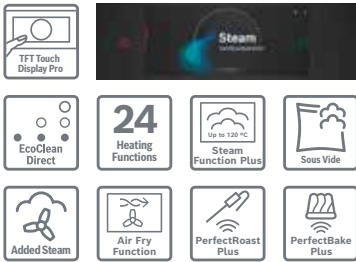 TFT Touch
Display Pro
Steam
EcoClean
Direct
24
Heating
Functions
Up to 120 ºC
Steam
Function Plus
Sous Vide
Added Steam
Air Fry
Function
PerfectRoast
Plus
PerfectBake
Plus